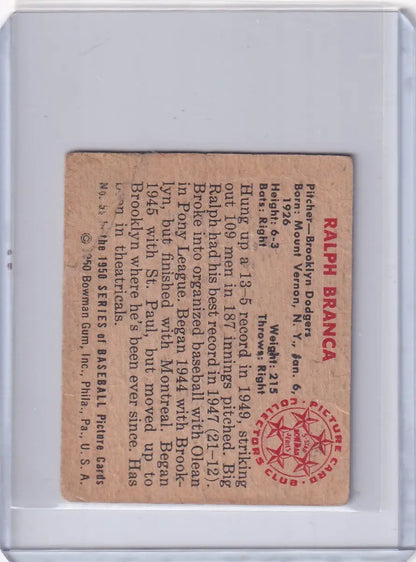 RALPH BRANCA
Pitcher—Brooklyn Dodgers
Born: Mount Vernon, N. Y., Jan. 6,
1926
Height: 6-3 Weight: 215
Bats: Right Throws: Right
Hung up a 13-5 record in 1949, striking
out 109 men in 187 innings pitched. Big
Ralph had his best record in 1947 (21-12).
Broke into organized baseball with Olean
in Pony League. Began 1944 with Brook-
lyn, but finished with Montreal. Began
1945 with St. Paul, but moved up to
Brooklyn where he's been ever since. Has
been in theatricals.
No. the 1950 SERIES of BASEBALL Picture Cards
© 1950 Bowman Gum, Inc., Phila., Pa., U. S. A.
PICTURE CARD
COLLECTORS CLUB